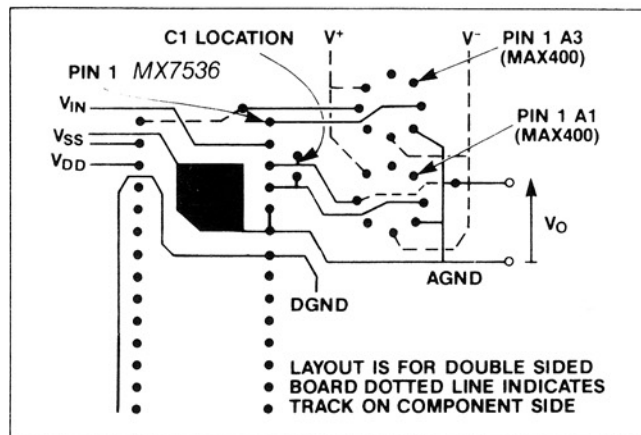 C1 LOCATION
V+
V-
PIN 1 A3
(MAX400)
PIN 1 MX7536
VIN
VSS
VDD
PIN 1 A1
(MAX400)
VO
AGND
DGND
LAYOUT IS FOR DOUBLE SIDED
BOARD DOTTED LINE INDICATES
TRACK ON COMPONENT SIDE